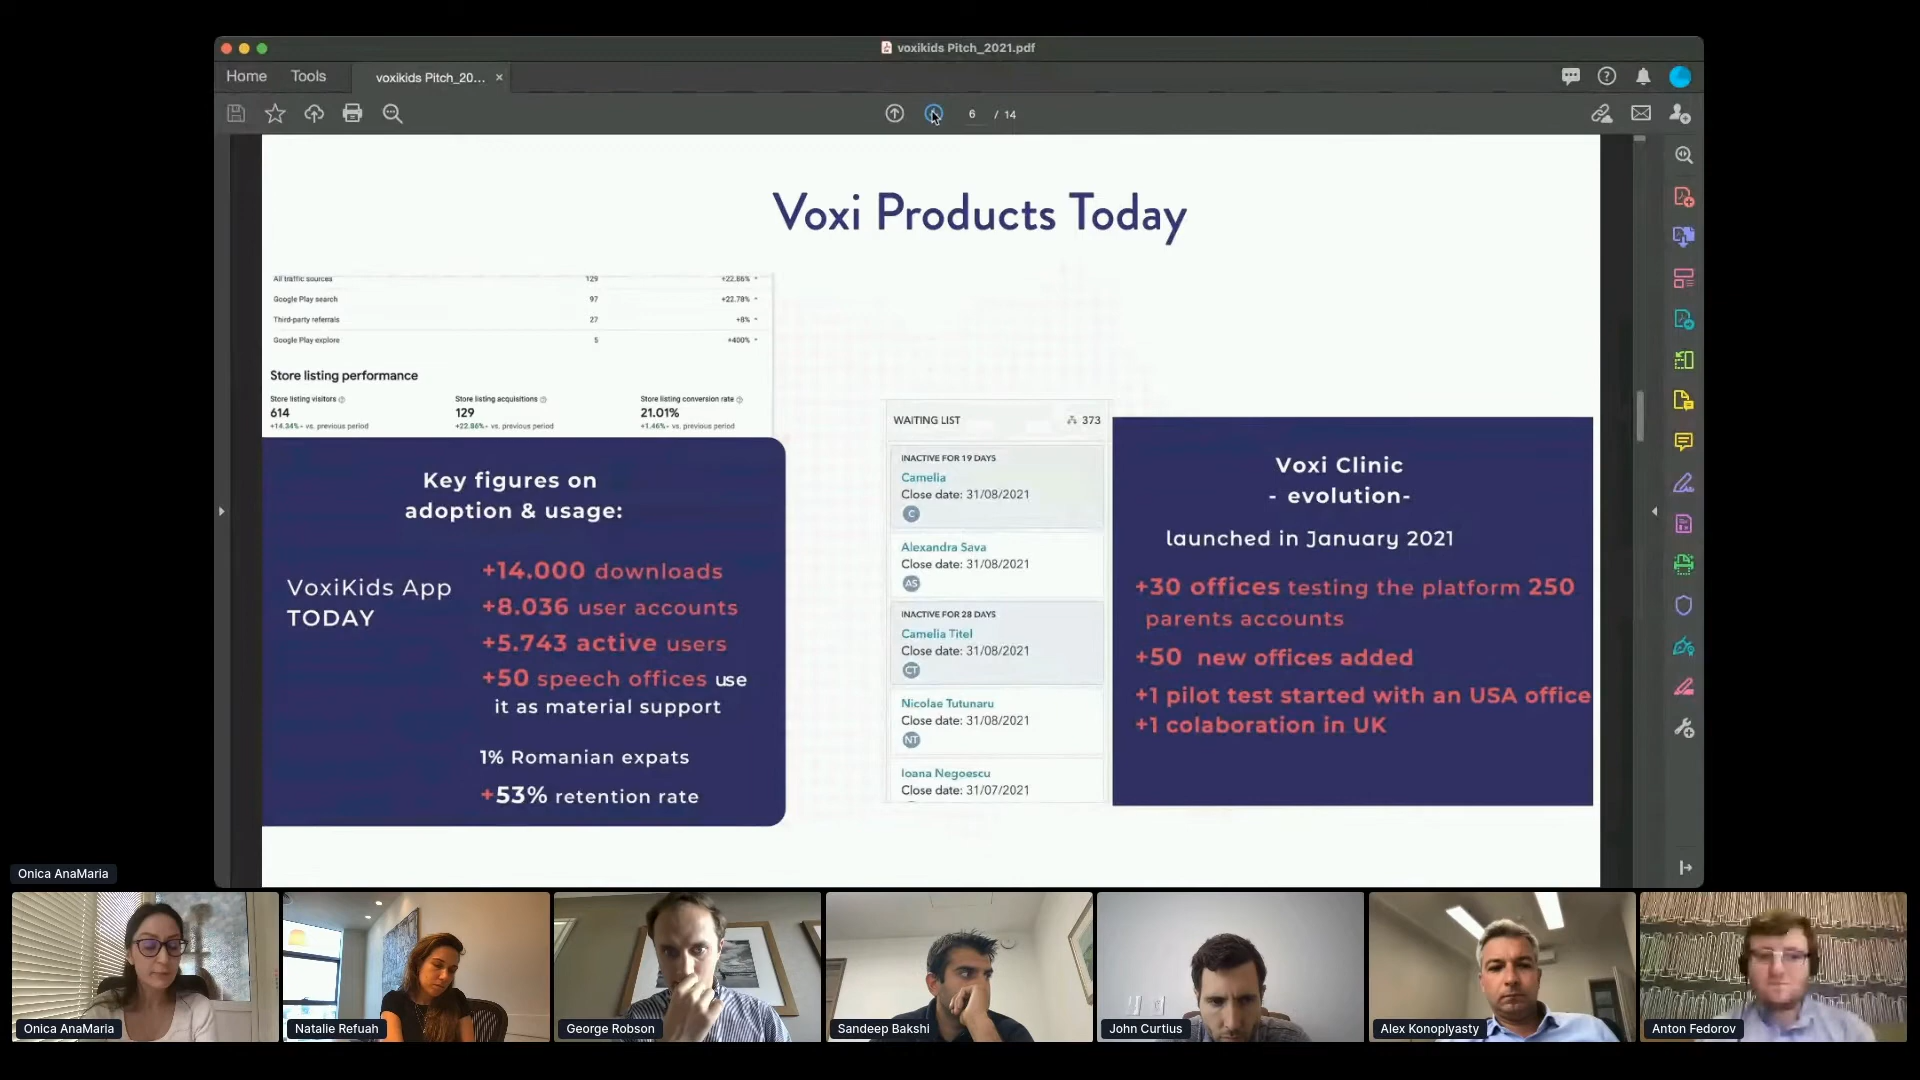 voxikids Pitch_2021.pdf
Home
Tools
voxikids Pitch_20...
6 / 14
Voxi Products Today
All traffic sources 129 +22.86%
Google Play search 97 +22.78%
Third-party referrals 27 +8%
Google Play explore 5 +400%
Store listing performance
Store listing visitors Store listing acquisitions Store listing conversion rate
614 129 21.01%
+14.34% vs. previous period +22.86% vs. previous period +1.46% vs. previous period
Key figures on
adoption & usage:
VoxiKids App
TODAY
+14.000 downloads
+8.036 user accounts
+5.743 active users
+50 speech offices use
it as material support
1% Romanian expats
+53% retention rate
WAITING LIST 373
INACTIVE FOR 19 DAYS
Camelia
Close date: 31/08/2021
C
Alexandra Sava
Close date: 31/08/2021
AS
INACTIVE FOR 28 DAYS
Camelia Titel
Close date: 31/08/2021
CT
Nicolae Tutunaru
Close date: 31/08/2021
NT
Ioana Negoescu
Close date: 31/07/2021
Voxi Clinic
- evolution-
launched in January 2021
+30 offices testing the platform 250
parents accounts
+50 new offices added
+1 pilot test started with an USA office
+1 colaboration in UK
Onica AnaMaria
Onica AnaMaria
Natalie Refuah
George Robson
Sandeep Bakshi
John Curtius
Alex Konoplyasty
Anton Fedorov